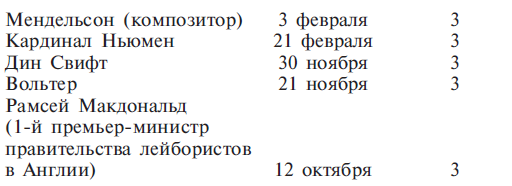 Мендельсон (композитор) 3 февраля 3
Кардинал Ньюмен 21 февраля 3
Дин Свифт 30 ноября 3
Вольтер 21 ноября 3
Рамсей Макдональд
(1-й премьер-министр
правительства лейбористов
в Англии) 12 октября 3